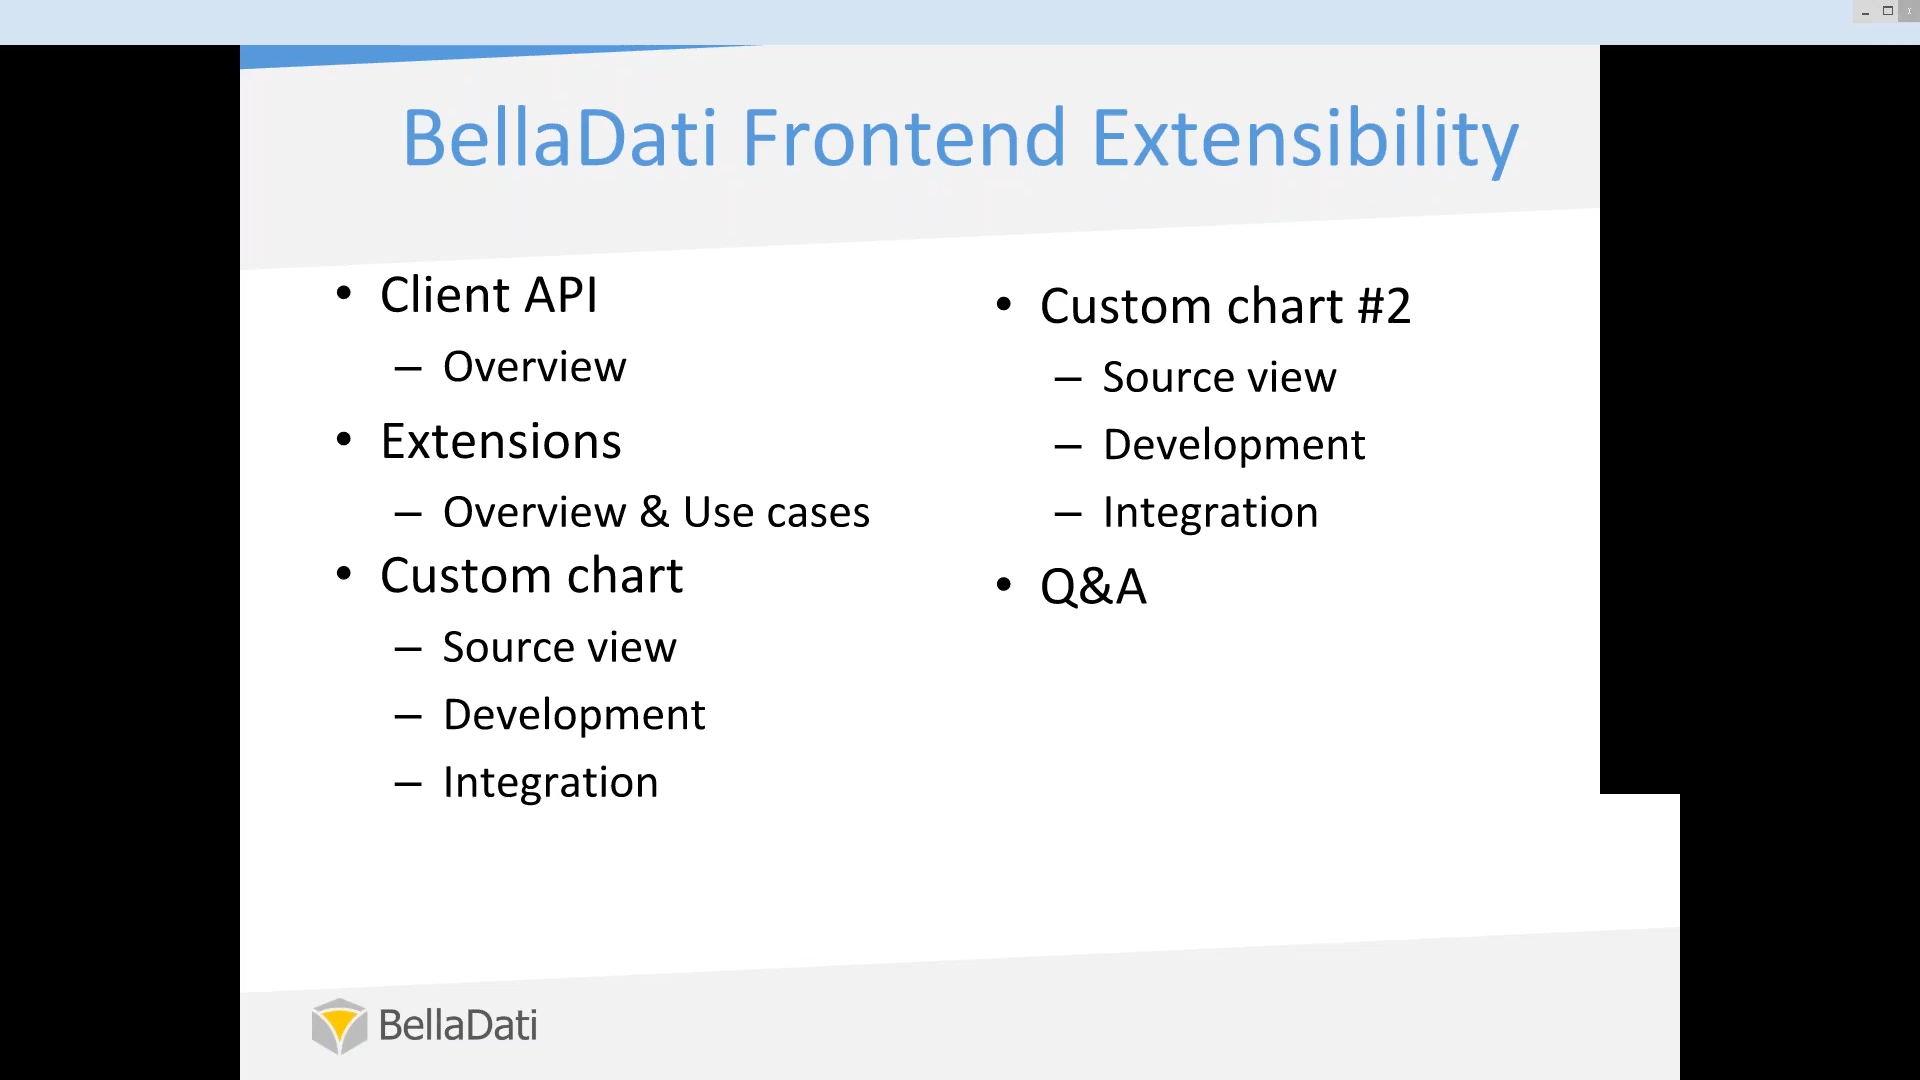 BellaDati Frontend Extensibility
• Client API
– Overview
• Extensions
– Overview & Use cases
• Custom chart
– Source view
– Development
– Integration
• Custom chart #2
– Source view
– Development
– Integration
• Q&A
BellaDati